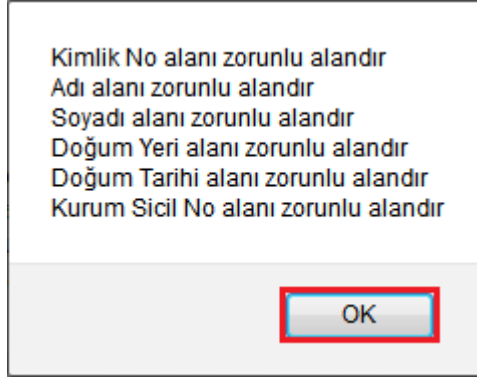 Kimlik No alanı zorunlu alandır
Adı alanı zorunlu alandır
Soyadı alanı zorunlu alandır
Doğum Yeri alanı zorunlu alandır
Doğum Tarihi alanı zorunlu alandır
Kurum Sicil No alanı zorunlu alandır
OK